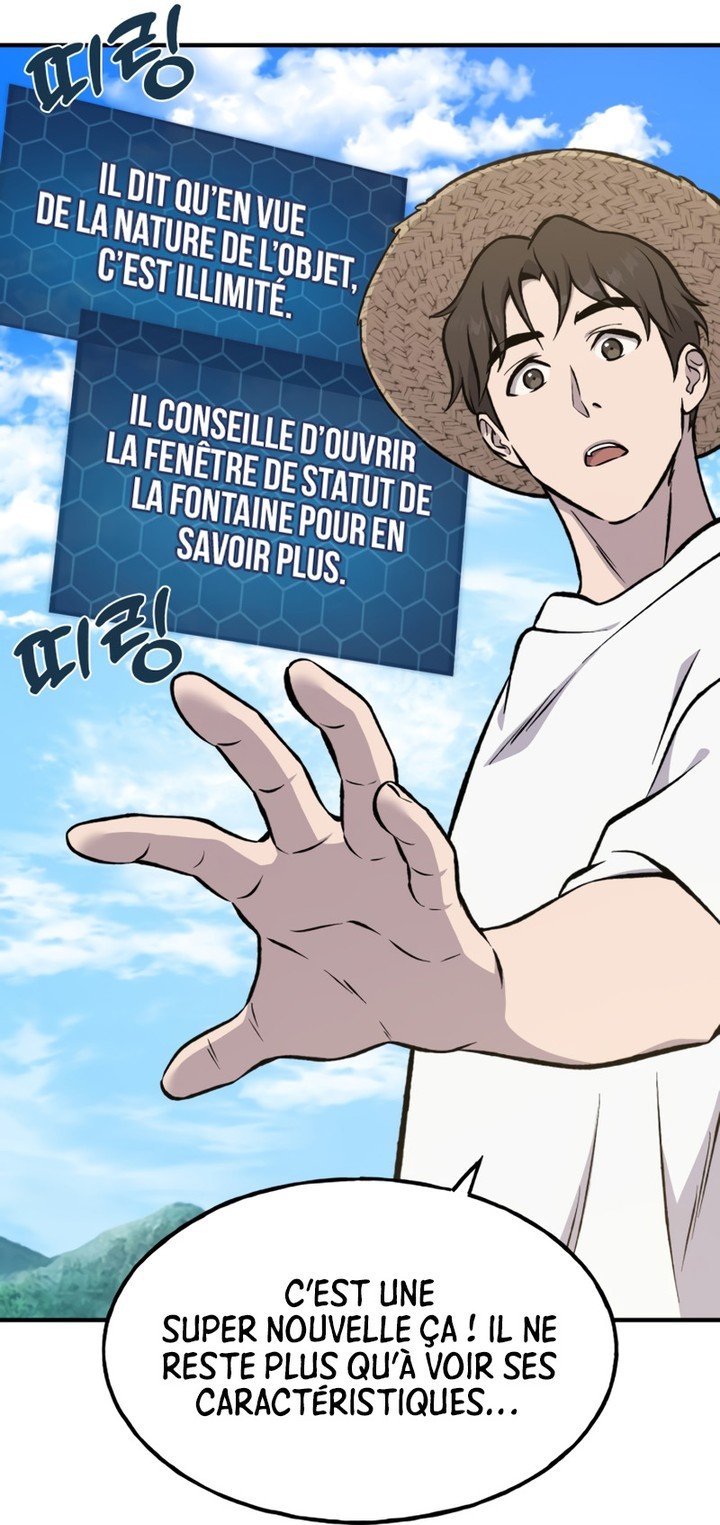 띠링
IL DIT QU'EN VUE
DE LA NATURE DE L'OBJET,
C'EST ILLIMITÉ.
IL CONSEILLE D'OUVRIR
LA FENÊTRE DE STATUT DE
LA FONTAINE POUR EN
SAVOIR PLUS.
띠링
C'EST UNE
SUPER NOUVELLE ÇA ! IL NE
RESTE PLUS QU'À VOIR SES
CARACTÉRISTIQUES...